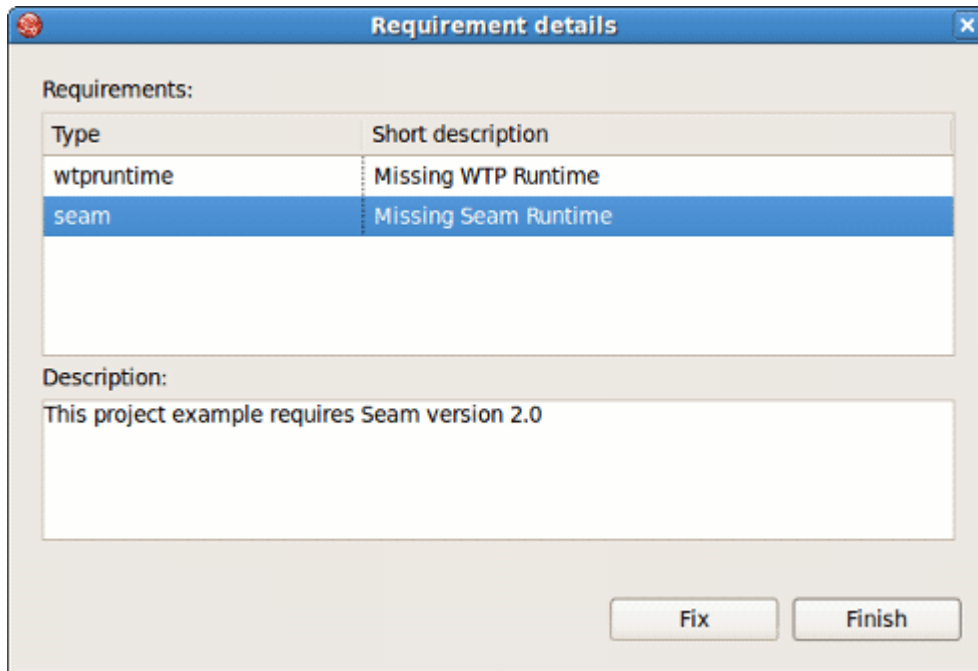 Requirement details
Requirements:
Type Short description
wtpruntime Missing WTP Runtime
seam Missing Seam Runtime
Description:
This project example requires Seam version 2.0
Fix Finish